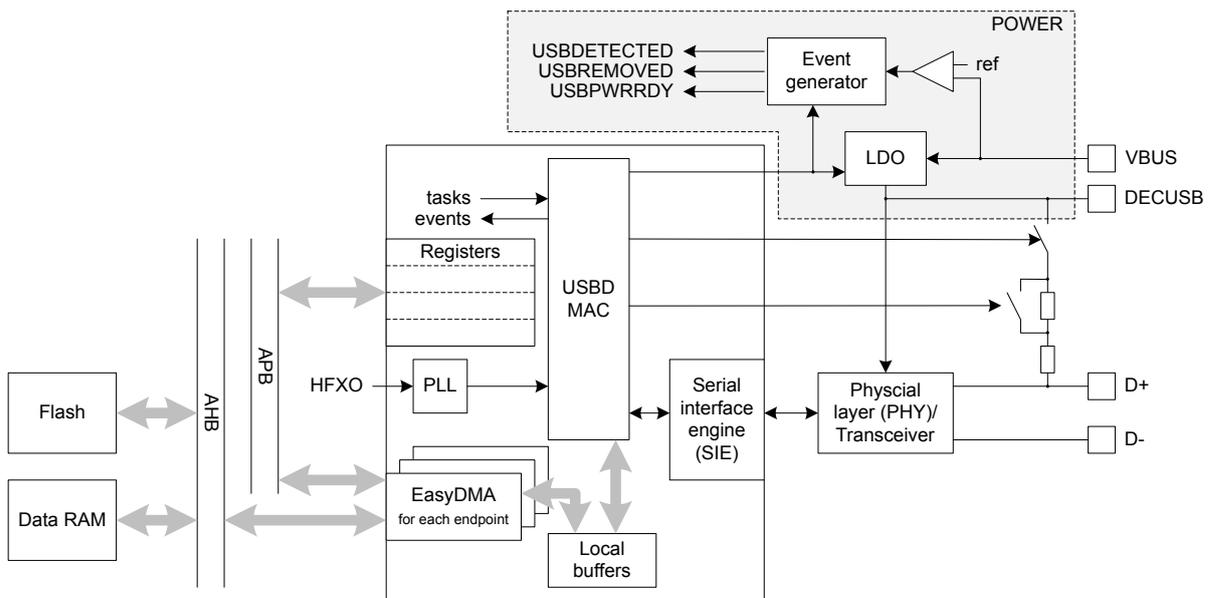 POWER
USBDETECTED
USBREMOVED
USBPWRRDY
Event
generator
ref
LDO
VBUS
DECUSB
tasks
events
Registers
USBD
MAC
APB
AHB
HFXO
PLL
Flash
Data RAM
Serial
interface
engine
(SIE)
Physcial
layer (PHY)/
Transceiver
D+
D-
EasyDMA
for each endpoint
Local
buffers